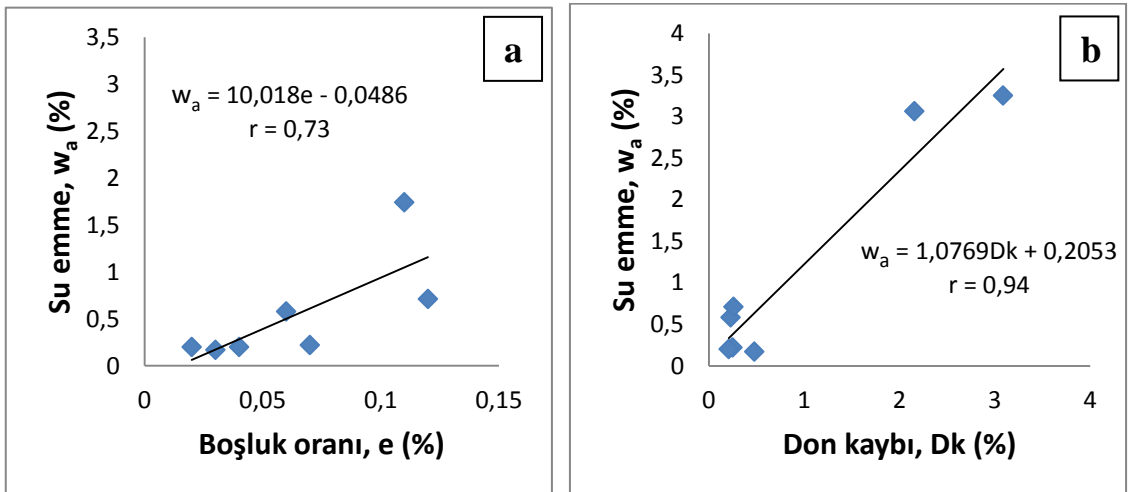 a
3,5
3
2,5
2
1,5
1
0,5
0
wₐ = 10,018e - 0,0486
r = 0,73
Su emme, wₐ (%)
0 0,05 0,1 0,15
Boşluk oranı, e (%)
b
4
3,5
3
2,5
2
1,5
1
0,5
0
wₐ = 1,0769Dk + 0,2053
r = 0,94
Su emme, wₐ (%)
0 1 2 3 4
Don kaybı, Dk (%)